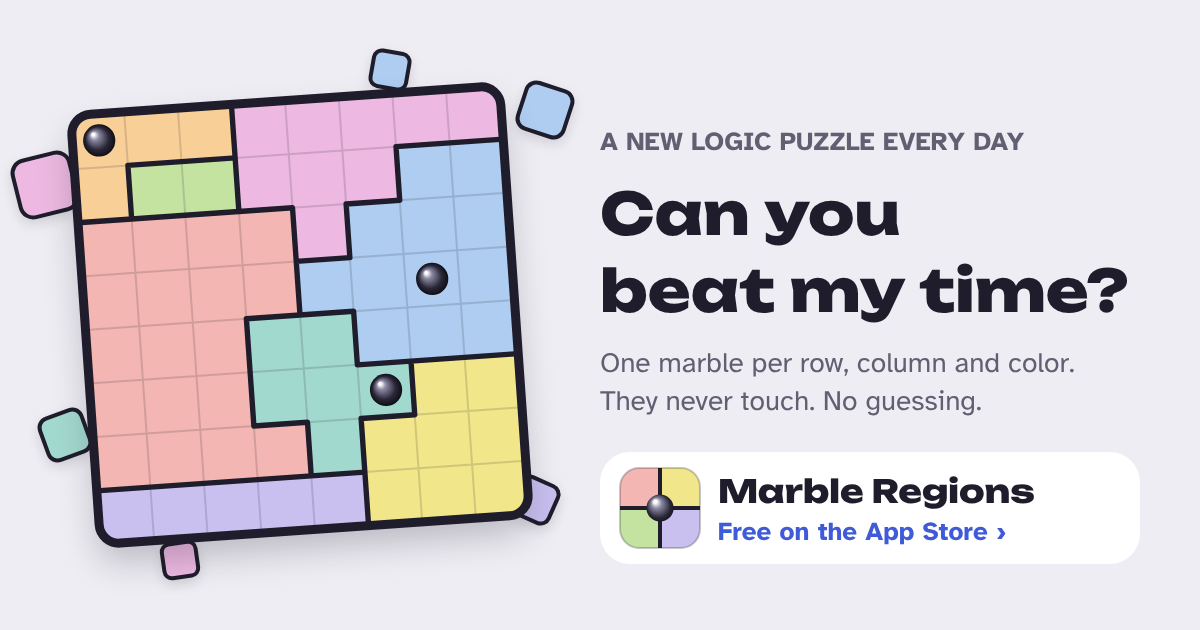 A NEW LOGIC PUZZLE EVERY DAY
Can you
beat my time?
One marble per row, column and color.
They never touch. No guessing.
Marble Regions
Free on the App Store ›